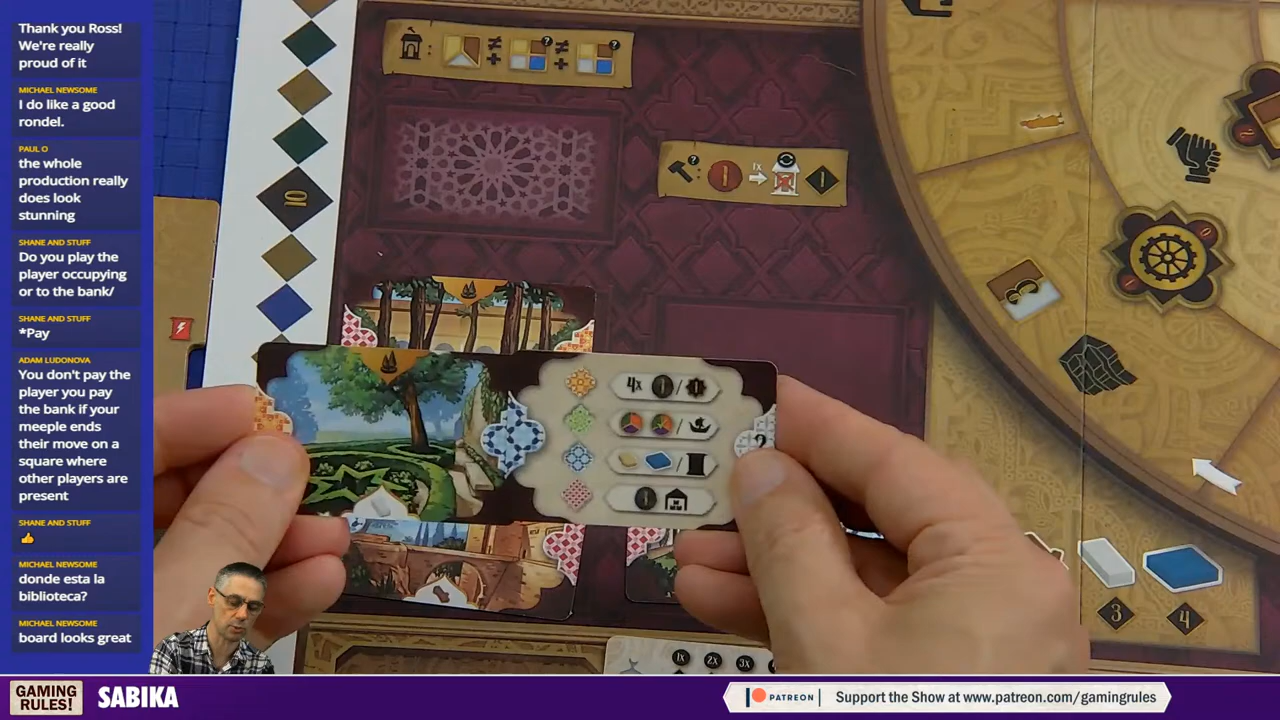 Thank you Ross!
We're really
proud of it
MICHAEL NEWSOME
I do like a good
rondel.
PAUL O
the whole
production really
does look
stunning
SHANE AND STUFF
Do you play the
player occupying
or to the bank/
SHANE AND STUFF
*Pay
ADAM LUDONOVA
You don't pay the
player you pay
the bank if your
meeple ends
their move on a
square where
other players are
present
SHANE AND STUFF
MICHAEL NEWSOME
donde esta la
biblioteca?
MICHAEL NEWSOME
board looks great
10
1x
3
4x
/
/
/
?
3 4
1x 2x 3x
GAMING
RULES!
SABIKA
PATREON
Support the Show at www.patreon.com/gamingrules